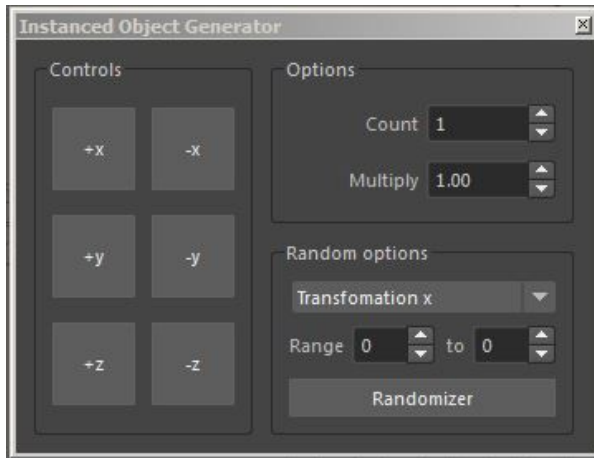 Instanced Object Generator
Controls
+x -x
+y -y
+z -z
Options
Count 1
Multiply 1.00
Random options
Transfomation x
Range 0 to 0
Randomizer